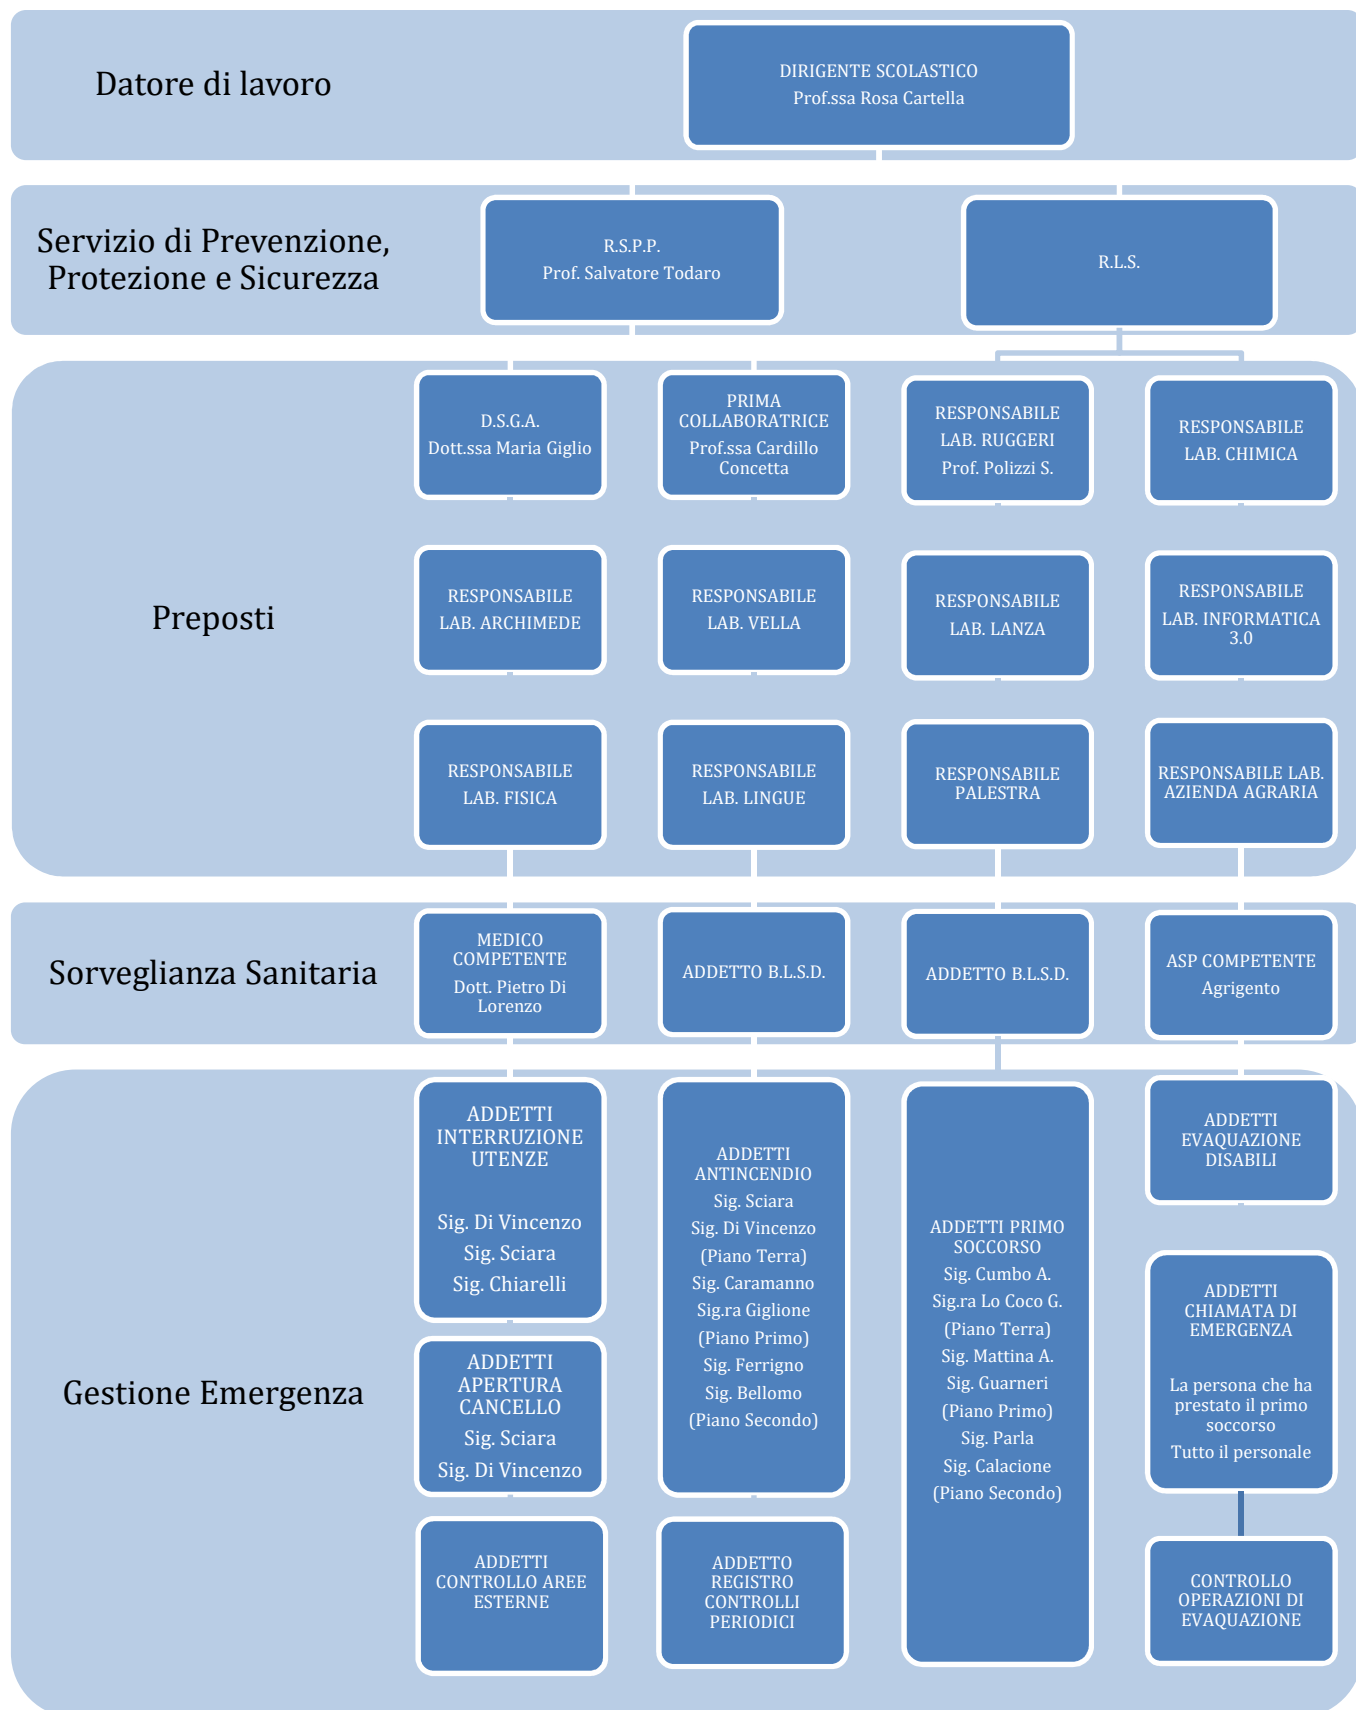 Datore di lavoro
DIRIGENTE SCOLASTICO
Prof.ssa Rosa Cartella
Servizio di Prevenzione,
Protezione e Sicurezza
R.S.P.P.
Prof. Salvatore Todaro
R.L.S.
Preposti
D.S.G.A.
Dott.ssa Maria Giglio
PRIMA
COLLABORATRICE
Prof.ssa Cardillo
Concetta
RESPONSABILE
LAB. RUGGERI
Prof. Polizzi S.
RESPONSABILE
LAB. CHIMICA
RESPONSABILE
LAB. ARCHIMEDE
RESPONSABILE
LAB. VELLA
RESPONSABILE
LAB. LANZA
RESPONSABILE
LAB. INFORMATICA
3.0
RESPONSABILE
LAB. FISICA
RESPONSABILE
LAB. LINGUE
RESPONSABILE
PALESTRA
RESPONSABILE LAB.
AZIENDA AGRARIA
Sorveglianza Sanitaria
MEDICO
COMPETENTE
Dott. Pietro Di
Lorenzo
ADDETTO B.L.S.D.
ADDETTO B.L.S.D.
ASP COMPETENTE
Agrigento
Gestione Emergenza
ADDETTI
INTERRUZIONE
UTENZE
Sig. Di Vincenzo
Sig. Sciara
Sig. Chiarelli
ADDETTI
APERTURA
CANCELLO
Sig. Sciara
Sig. Di Vincenzo
ADDETTI
CONTROLLO AREE
ESTERNE
ADDETTI
ANTINCENDIO
Sig. Sciara
Sig. Di Vincenzo
(Piano Terra)
Sig. Caramanno
Sig.ra Giglione
(Piano Primo)
Sig. Ferrigno
Sig. Bellomo
(Piano Secondo)
ADDETTO
REGISTRO
CONTROLLI
PERIODICI
ADDETTI PRIMO
SOCCORSO
Sig. Cumbo A.
Sig.ra Lo Coco G.
(Piano Terra)
Sig. Mattina A.
Sig. Guarneri
(Piano Primo)
Sig. Parla
Sig. Calacione
(Piano Secondo)
ADDETTI
EVAQUAZIONE
DISABILI
ADDETTI
CHIAMATA DI
EMERGENZA
La persona che ha
prestato il primo
soccorso
Tutto il personale
CONTROLLO
OPERAZIONI DI
EVAQUAZIONE